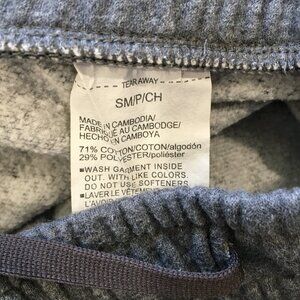 TEAR AWAY
SM/P/CH
MADE IN CAMBODIA/
FABRIQUÉ AU CAMBODGE/
HECHO EN CAMBOYA
71% COTTON/COTON/algodón
29% POLYESTER/poliéster
■WASH GARMENT INSIDE
OUT. WITH LIKE COLORS.
DO NOT USE SOFTENERS
■LAVER LE VÊTEMENT